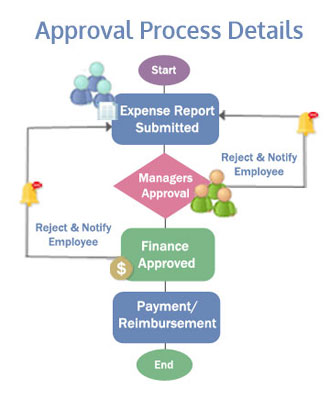 Approval Process Details
Start
Expense Report
Submitted
Reject & Notify
Employee
Managers
Approval
Reject & Notify
Employee
Finance
Approved
$
Payment/
Reimbursement
End